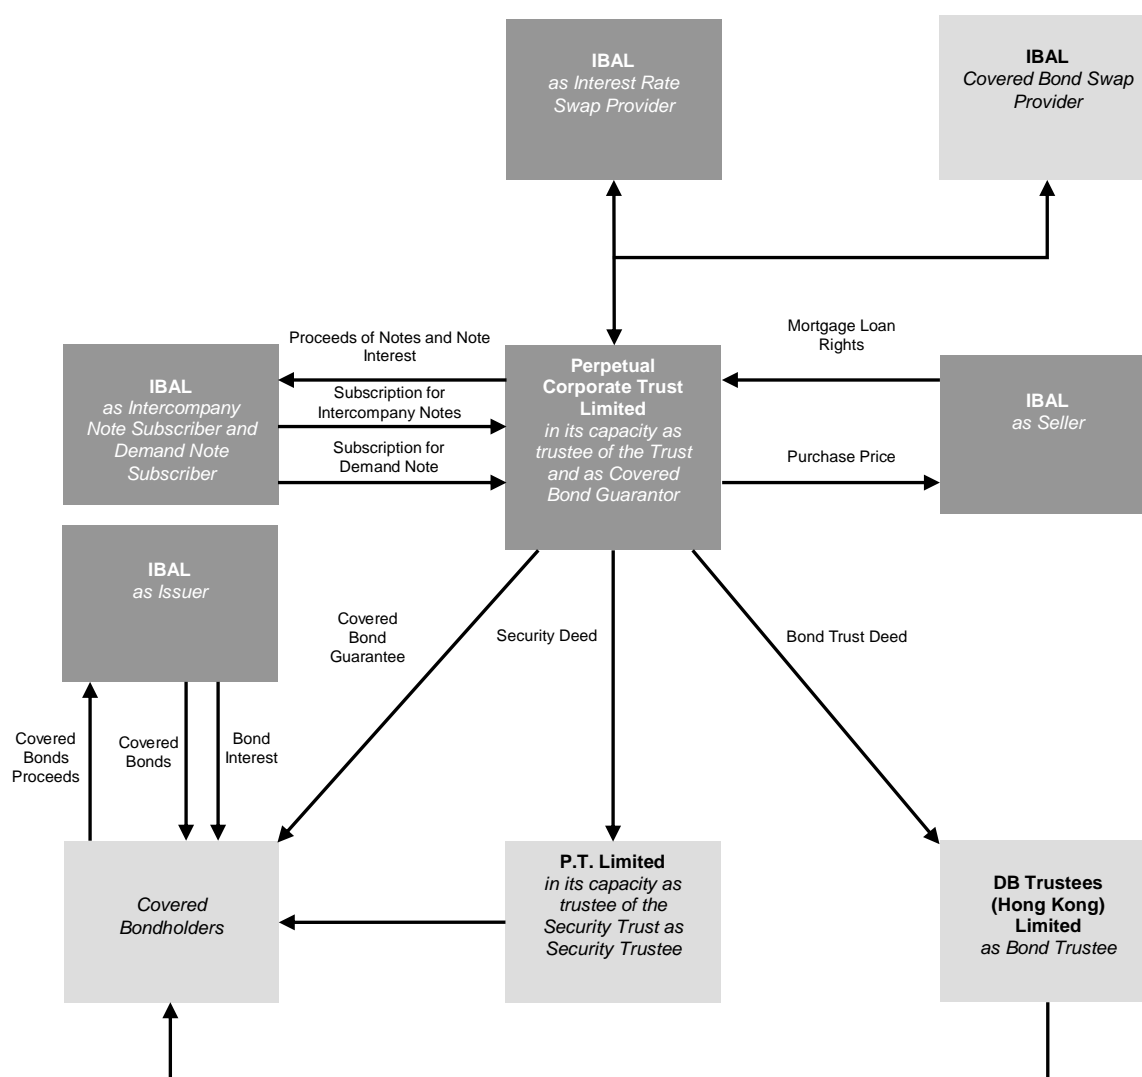 IBAL
as Interest Rate
Swap Provider
IBAL
Covered Bond Swap
Provider
Proceeds of Notes and Note
Interest
Mortgage Loan
Rights
IBAL
as Intercompany
Note Subscriber and
Demand Note
Subscriber
Subscription for
Intercompany Notes
Subscription for
Demand Note
Perpetual
Corporate Trust
Limited
in its capacity as
trustee of the Trust
and as Covered
Bond Guarantor
Purchase Price
IBAL
as Seller
IBAL
as Issuer
Covered
Bond
Guarantee
Security Deed
Bond Trust Deed
Covered
Bonds
Proceeds
Covered
Bonds
Bond
Interest
Covered
Bondholders
P.T. Limited
in its capacity as
trustee of the
Security Trust as
Security Trustee
DB Trustees
(Hong Kong)
Limited
as Bond Trustee